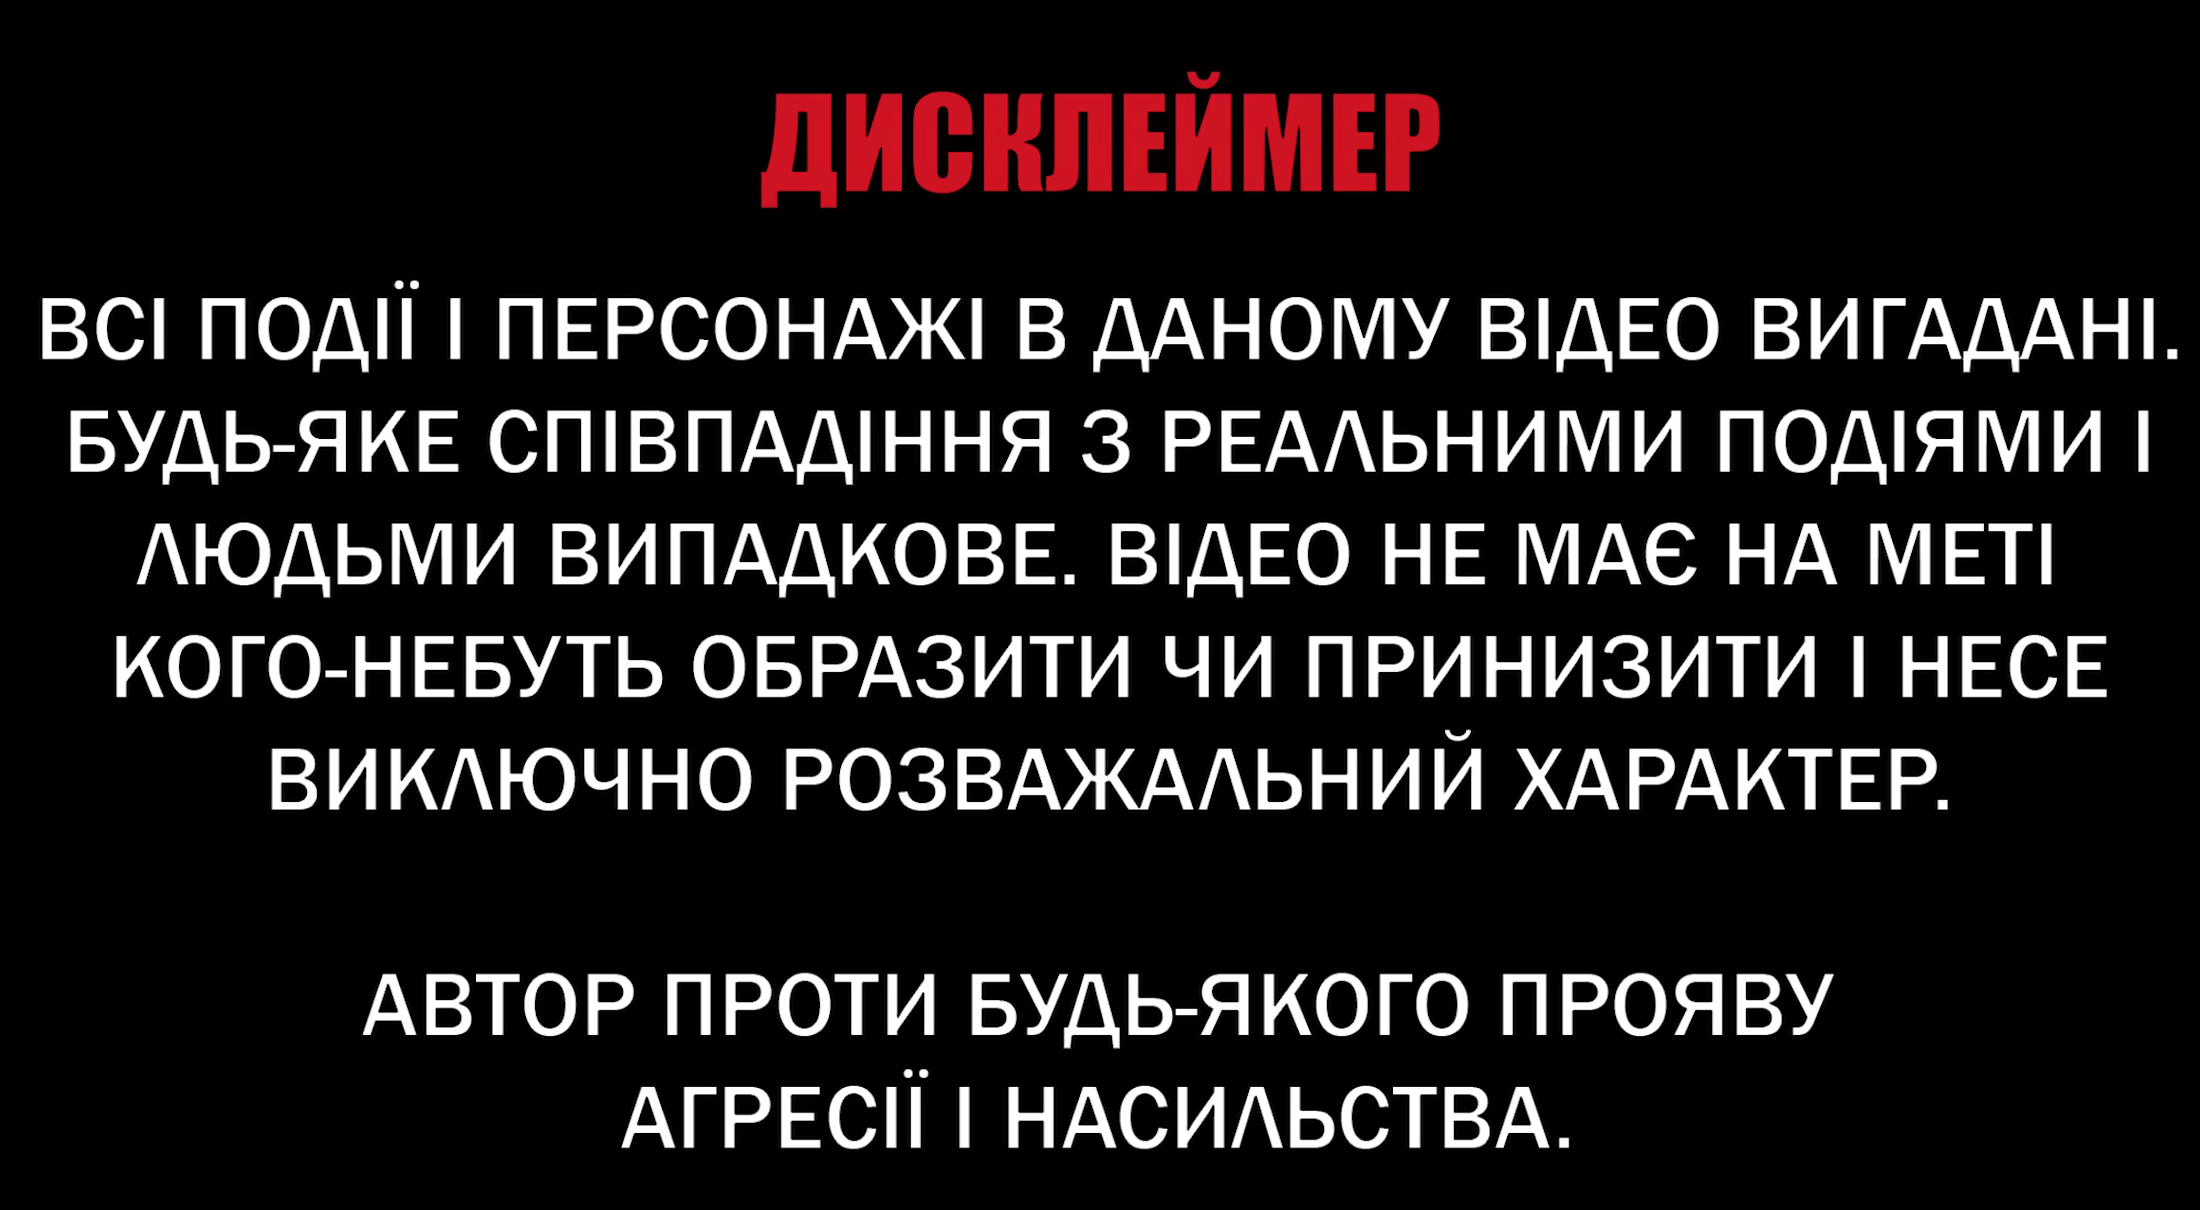 ДИСКЛЕЙМЕР
ВСІ ПОДІЇ І ПЕРСОНАЖІ В ДАНОМУ ВІДЕО ВИГАДАНІ.
БУДЬ-ЯКЕ СПІВПАДІННЯ З РЕАЛЬНИМИ ПОДІЯМИ І
ЛЮДЬМИ ВИПАДКОВЕ. ВІДЕО НЕ МАЄ НА МЕТІ
КОГО-НЕБУТЬ ОБРАЗИТИ ЧИ ПРИНИЗИТИ І НЕСЕ
ВИКЛЮЧНО РОЗВАЖАЛЬНИЙ ХАРАКТЕР.
АВТОР ПРОТИ БУДЬ-ЯКОГО ПРОЯВУ
АГРЕСІЇ І НАСИЛЬСТВА.